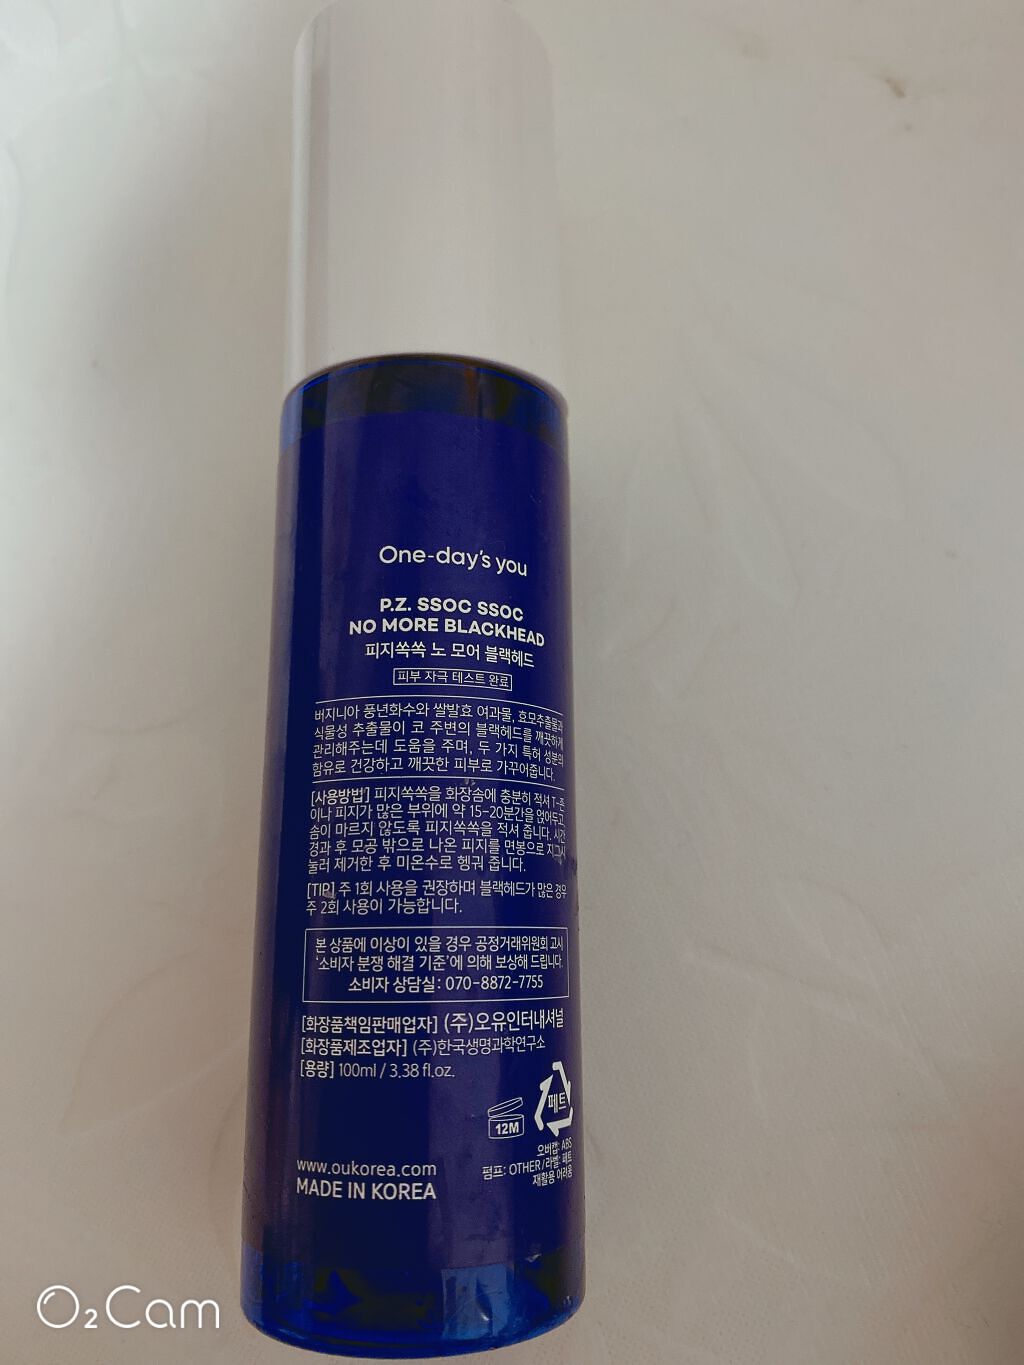 One-day's you
P.Z. SSOC SSOC
NO MORE BLACKHEAD
피지쏙쏙 노 모어 블랙헤드
피부 자극 테스트 완료
버지니아 풍년화수와 쌀발효 여과물, 효모추출물과
식물성 추출물이 코 주변의 블랙헤드를 깨끗하게
관리해주는데 도움을 주며, 두 가지 특허 성분의
함유로 건강하고 깨끗한 피부로 가꾸어줍니다.
[사용방법] 피지쏙쏙을 화장솜에 충분히 적셔 T-존
이나 피지가 많은 부위에 약 15-20분간을 얹어두고,
솜이 마르지 않도록 피지쏙쏙을 적셔 줍니다. 시간
경과 후 모공 밖으로 나온 피지를 면봉으로 지그시
눌러 제거한 후 미온수로 헹궈 줍니다.
[TIP] 주 1회 사용을 권장하며 블랙헤드가 많은 경우
주 2회 사용이 가능합니다.
본 상품에 이상이 있을 경우 공정거래위원회 고시
'소비자 분쟁 해결 기준'에 의해 보상해 드립니다.
소비자 상담실: 070-8872-7755
[화장품책임판매업자] (주)오유인터내셔널
[화장품제조업자] (주)한국생명과학연구소
[용량] 100ml / 3.38 fl.oz.
12M
페트
오버캡: ABS
펌프: OTHER /라벨: 페트
재활용 어려움
www.oukorea.com
MADE IN KOREA
O₂Cam